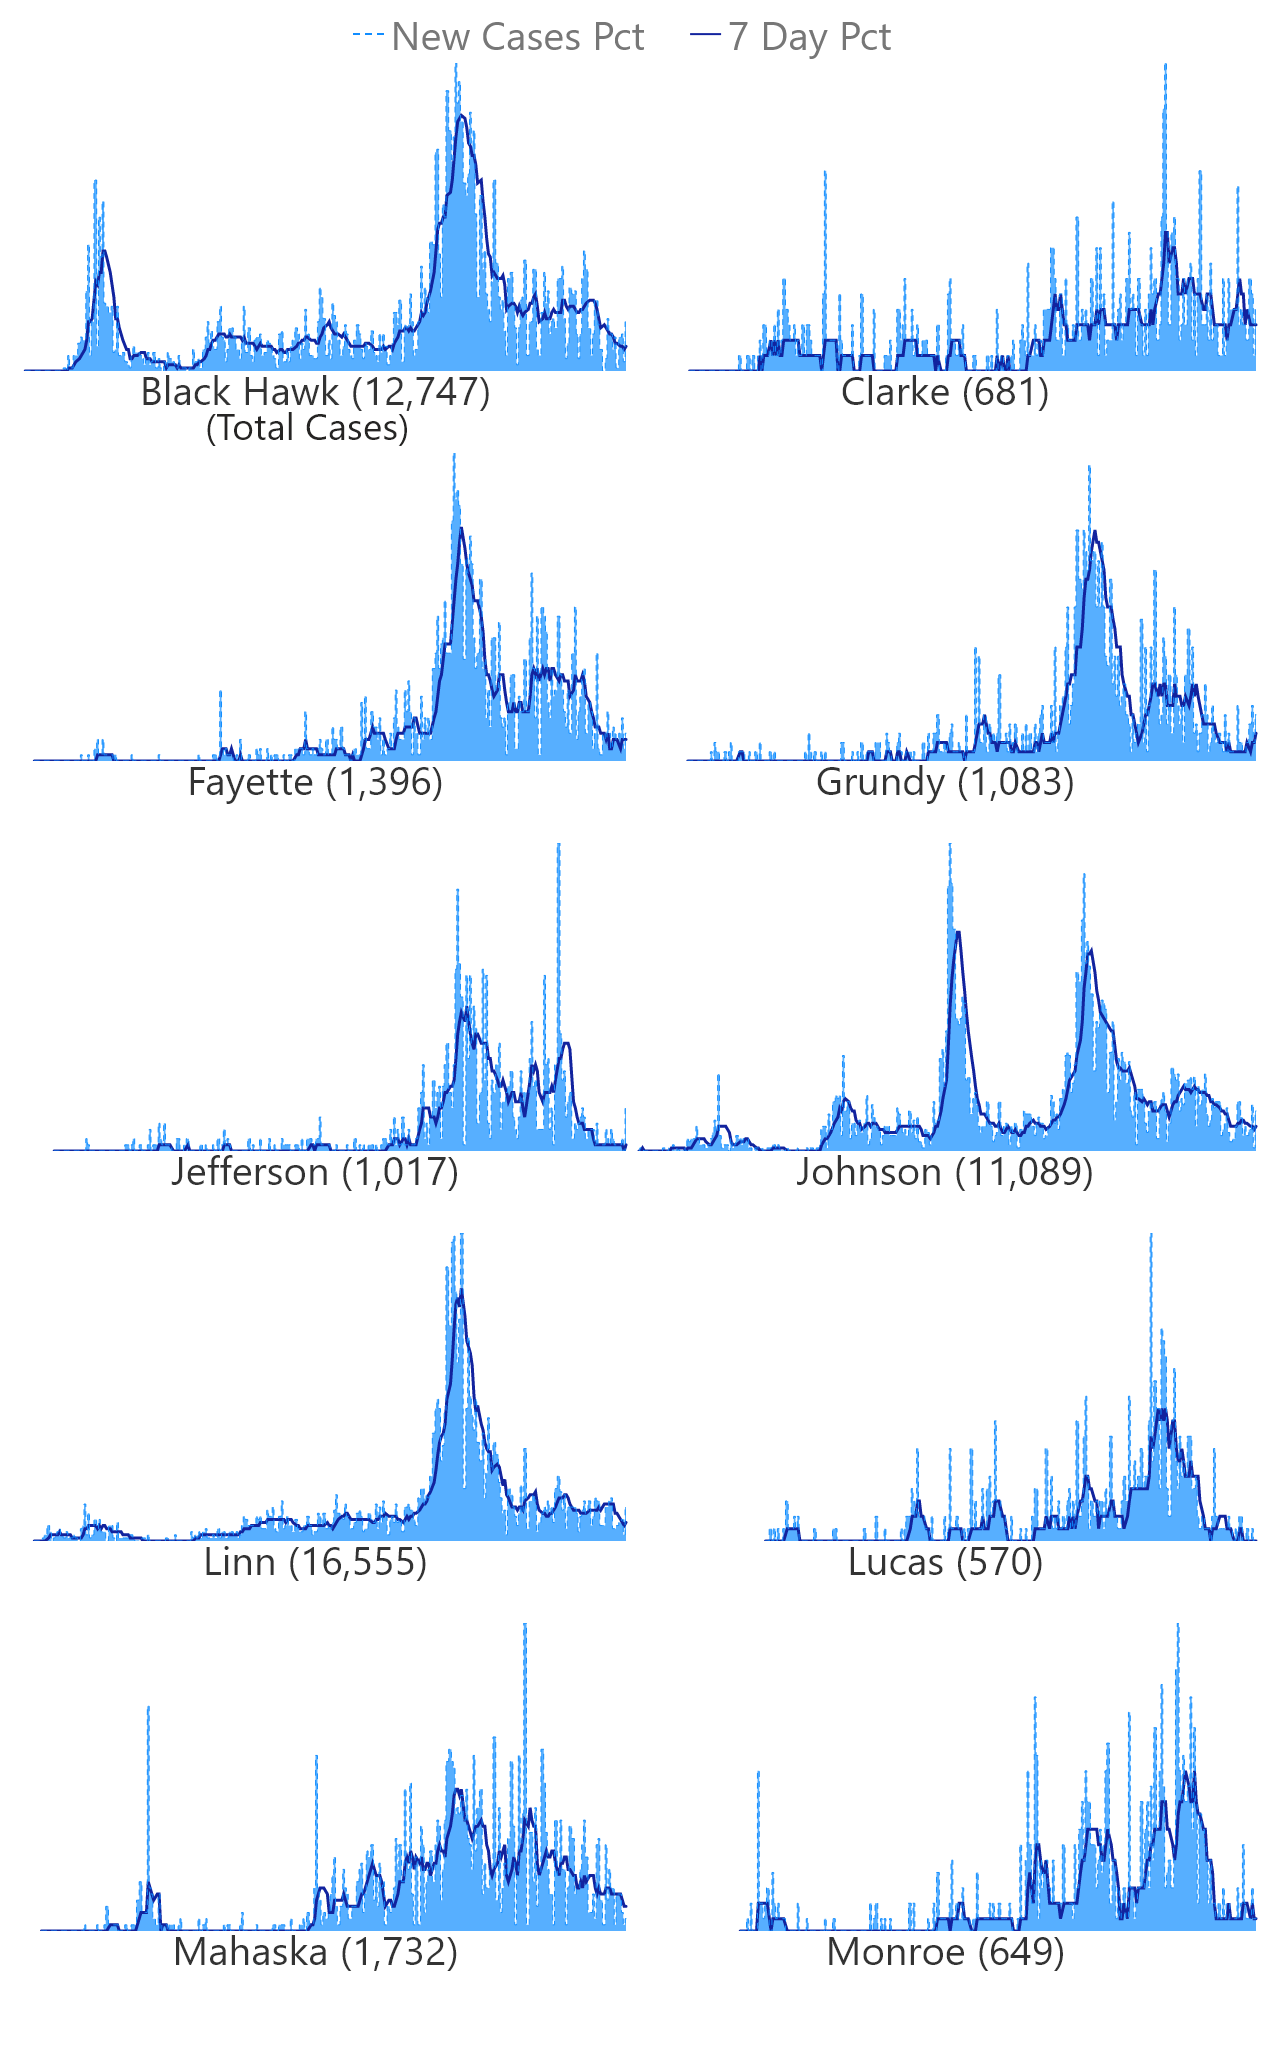 New Cases Pct 7 Day Pct
Black Hawk (12,747)
(Total Cases)
Clarke (681)
Fayette (1,396)
Grundy (1,083)
Jefferson (1,017)
Johnson (11,089)
Linn (16,555)
Lucas (570)
Mahaska (1,732)
Monroe (649)